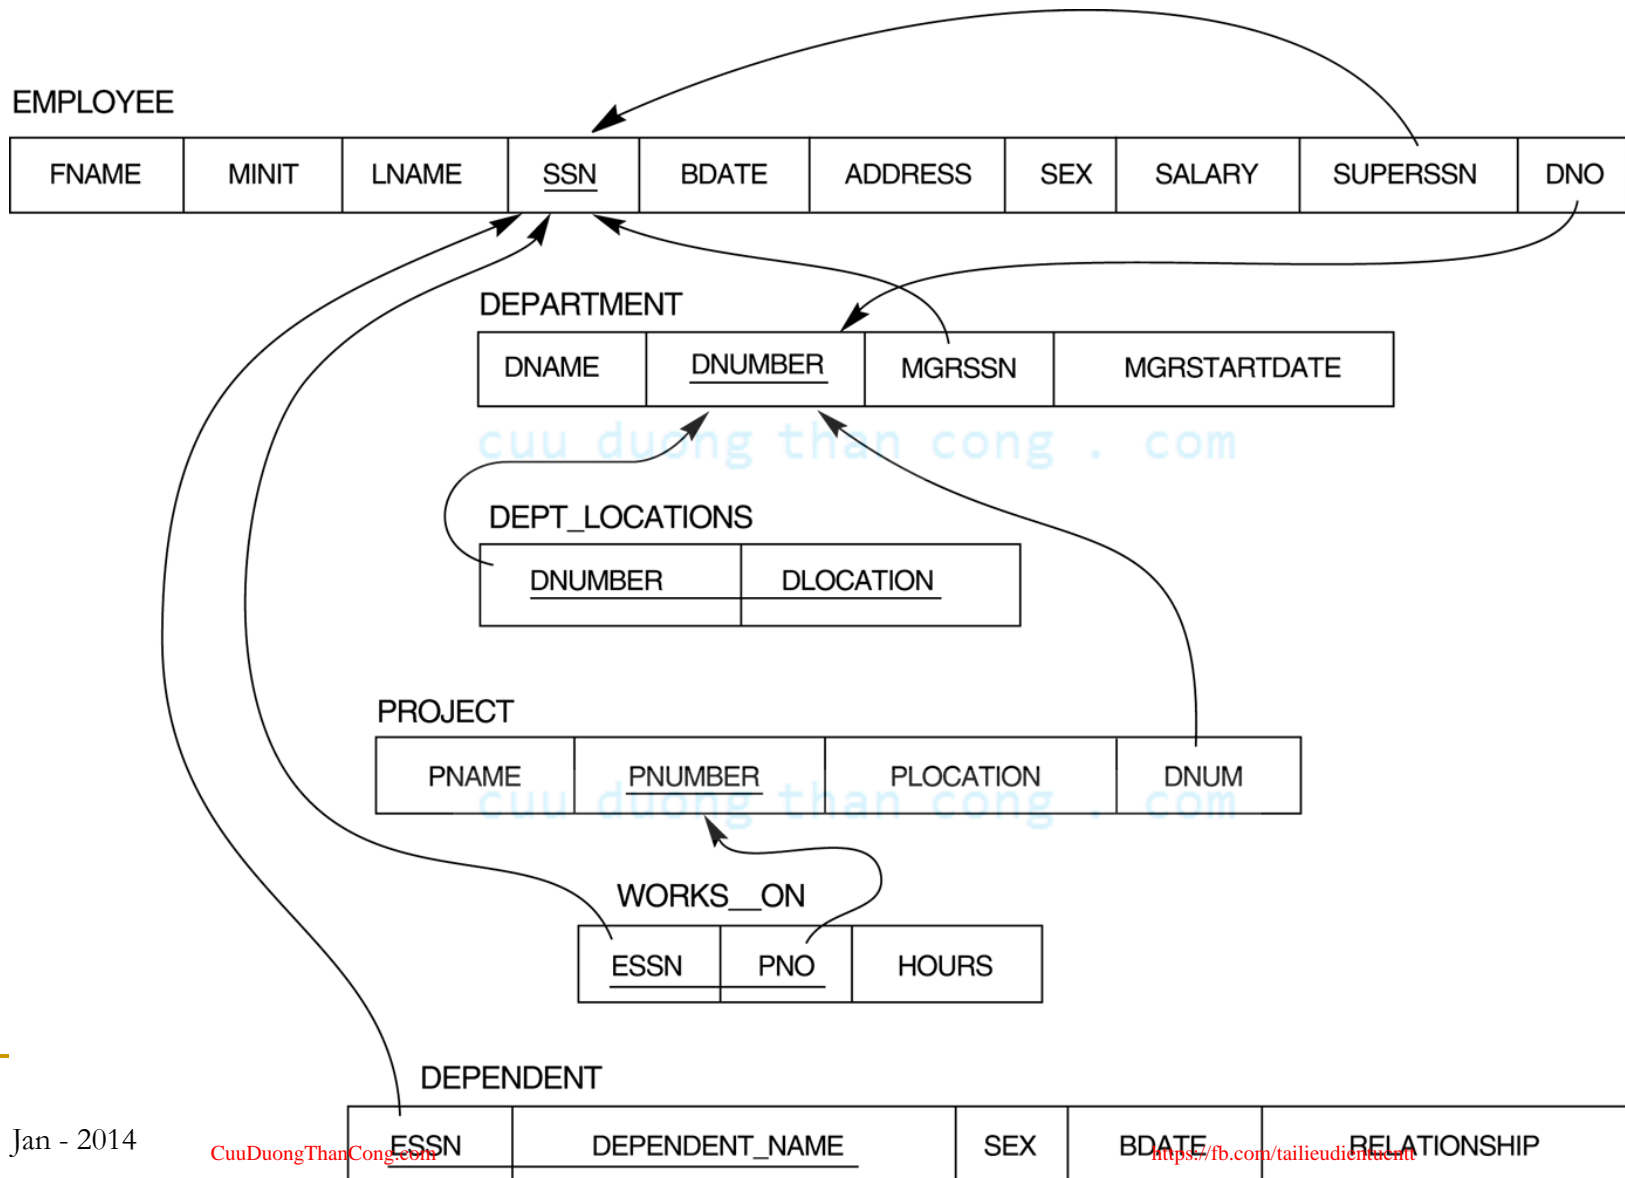 EMPLOYEE
FNAME MINIT LNAME SSN BDATE ADDRESS SEX SALARY SUPERSSN DNO
DEPARTMENT
DNAME DNUMBER MGRSSN MGRSTARTDATE
cuu duong than cong . com
DEPT_LOCATIONS
DNUMBER DLOCATION
PROJECT
PNAME PNUMBER PLOCATION DNUM
cuu duong than cong . com
WORKS__ON
ESSN PNO HOURS
DEPENDENT
ESSN DEPENDENT_NAME SEX BDATE RELATIONSHIP
Jan - 2014
CuuDuongThanCong.com
https://fb.com/tailieudientucntt